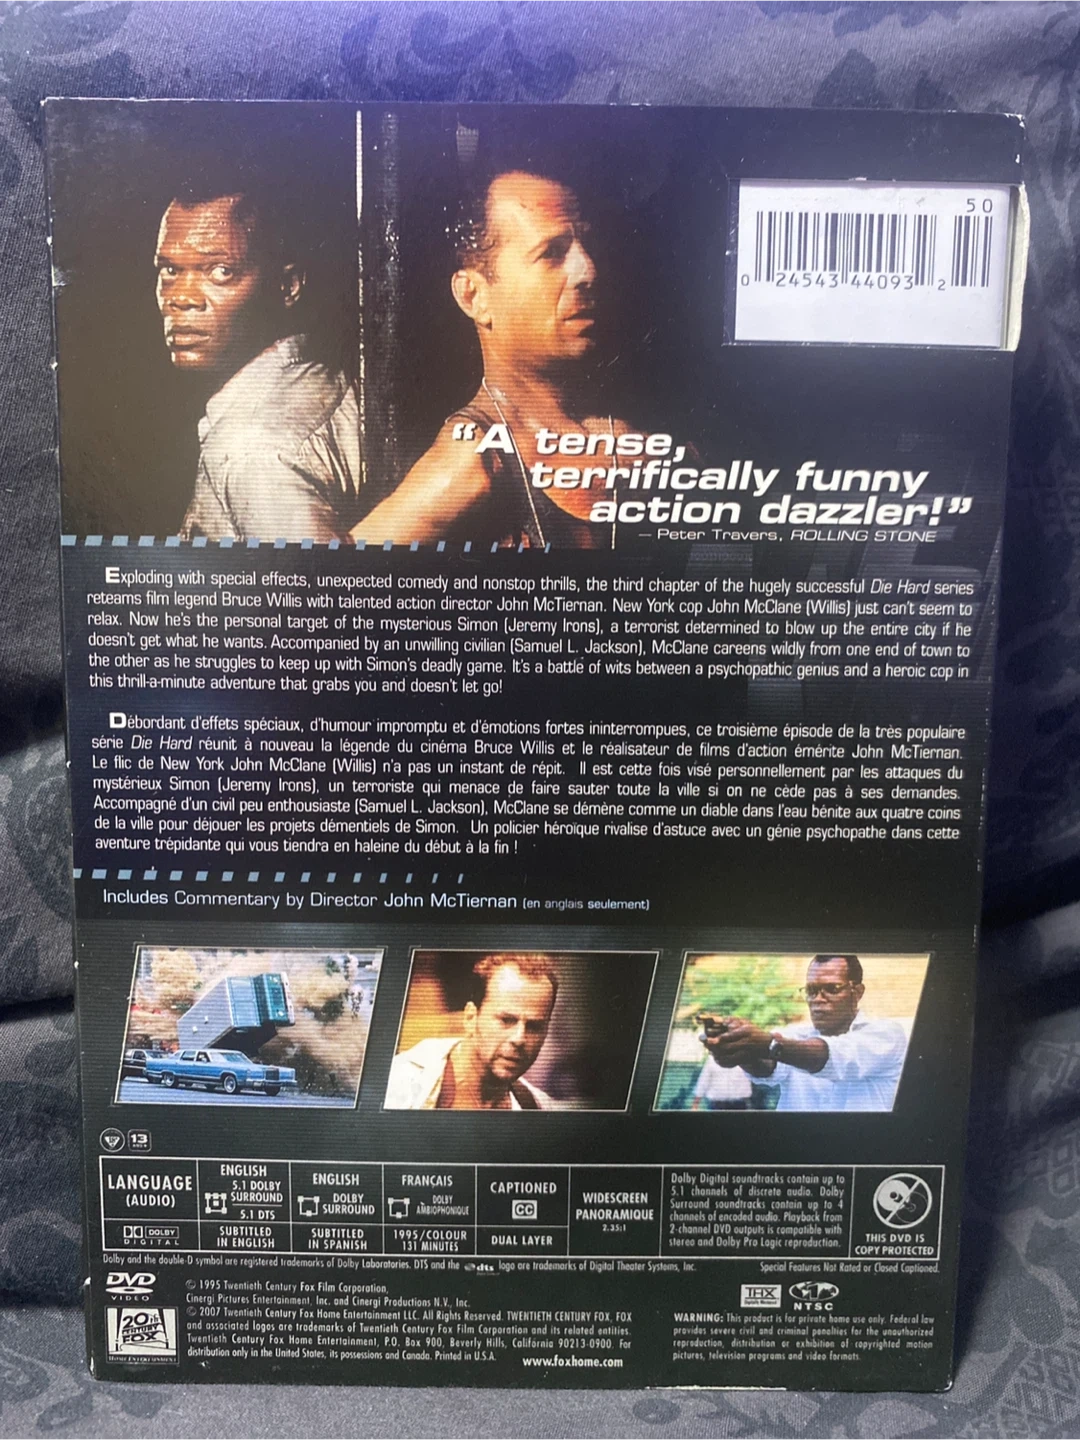 50
0 24543 44093 2
“A tense,
terrifically funny
action dazzler!”
— Peter Travers, ROLLING STONE
Exploding with special effects, unexpected comedy and nonstop thrills, the third chapter of the hugely successful Die Hard series
reteams film legend Bruce Willis with talented action director John McTiernan. New York cop John McClane (Willis) just can't seem to
relax. Now he's the personal target of the mysterious Simon (Jeremy Irons), a terrorist determined to blow up the entire city if he
doesn't get what he wants. Accompanied by an unwilling civilian (Samuel L. Jackson), McClane careens wildly from one end of town to
the other as he struggles to keep up with Simon's deadly game. It's a battle of wits between a psychopathic genius and a heroic cop in
this thrill-a-minute adventure that grabs you and doesn't let go!
Débordant d'effets spéciaux, d'humour impromptu et d'émotions fortes ininterrompues, ce troisième épisode de la très populaire
série Die Hard réunit à nouveau la légende du cinéma Bruce Willis et le réalisateur de films d'action émérite John McTiernan.
Le flic de New York John McClane (Willis) n'a pas un instant de répit. Il est cette fois visé personnellement par les attaques du
mystérieux Simon (Jeremy Irons), un terroriste qui menace de faire sauter toute la ville si on ne cède pas à ses demandes.
Accompagné d'un civil peu enthousiaste (Samuel L. Jackson), McClane se démène comme un diable dans l'eau bénite aux quatre coins
de la ville pour déjouer les projets démentiels de Simon. Un policier héroïque rivalise d'astuce avec un génie psychopathe dans cette
aventure trépidante qui vous tiendra en haleine du début à la fin !
Includes Commentary by Director John McTiernan (en anglais seulement)
13
LANGUAGE
(AUDIO)
DOLBY
DIGITAL
ENGLISH
5.1 DOLBY
SURROUND
5.1 DTS
SUBTITLED
IN ENGLISH
ENGLISH
DOLBY
SURROUND
SUBTITLED
IN SPANISH
FRANÇAIS
DOLBY
AMBIOPHONIQUE
1995/COLOUR
131 MINUTES
CAPTIONED
CC
DUAL LAYER
WIDESCREEN
PANORAMIQUE
2.35:1
Dolby Digital soundtracks contain up to
5.1 channels of discrete audio. Dolby
Surround soundtracks contain up to 4
channels of encoded audio. Playback from
2-channel DVD outputs is compatible with
stereo and Dolby Pro Logic reproduction.
THIS DVD IS
COPY PROTECTED
Dolby and the double-D symbol are registered trademarks of Dolby Laboratories. DTS and the dts logo are trademarks of Digital Theater Systems, Inc.
Special Features Not Rated or Closed Captioned.
DVD
VIDEO
© 1995 Twentieth Century Fox Film Corporation,
Cinergi Pictures Entertainment, Inc. and Cinergi Productions N.V., Inc.
© 2007 Twentieth Century Fox Home Entertainment LLC. All Rights Reserved. TWENTIETH CENTURY FOX, FOX
and associated logos are trademarks of Twentieth Century Fox Film Corporation and its related entities.
Twentieth Century Fox Home Entertainment, P.O. Box 900, Beverly Hills, California 90213-0900. For
distribution only in the United States, its possessions and Canada. Printed in U.S.A.
www.foxhome.com
20th
CENTURY
FOX
HOME ENTERTAINMENT
THX
Digitally Mastered
NTSC
WARNING: This product is for private home use only. Federal law
provides severe civil and criminal penalties for the unauthorized
reproduction, distribution or exhibition of copyrighted motion
pictures, television programs and video formats.